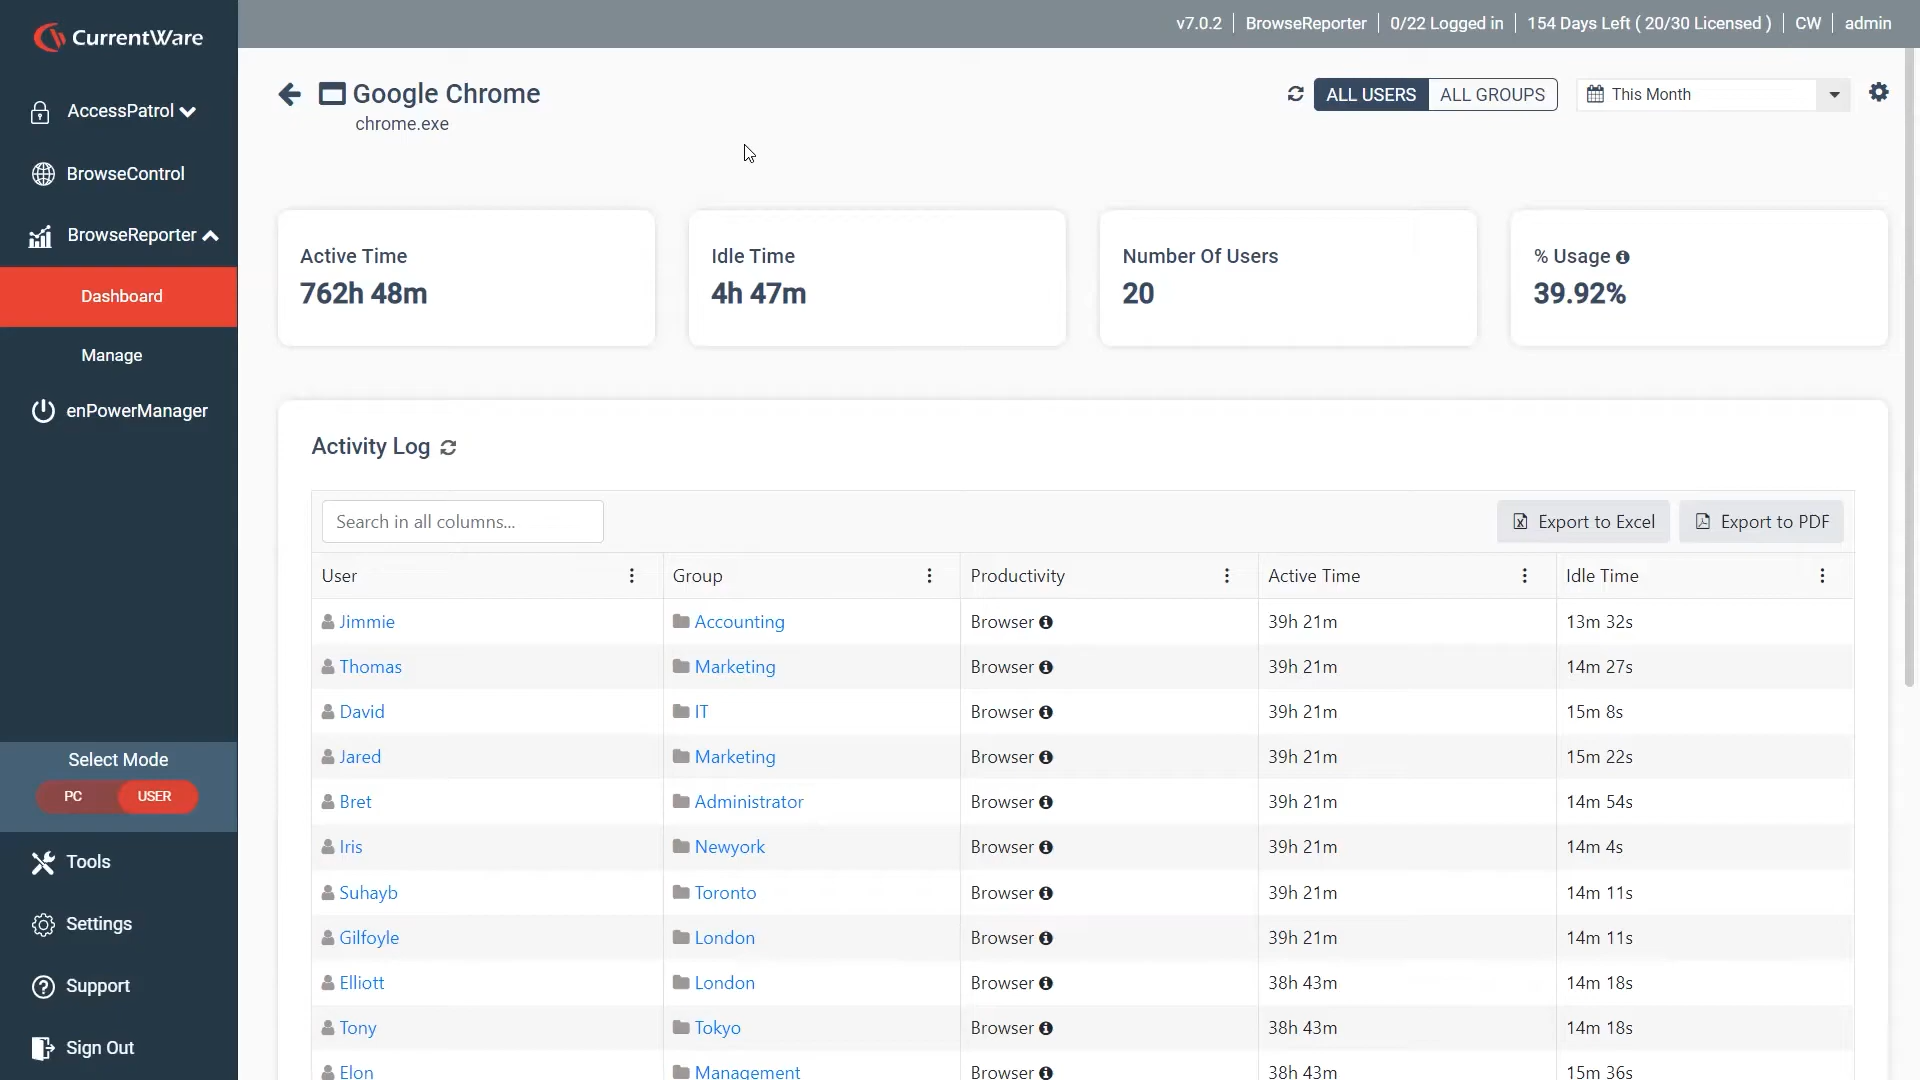 CurrentWare
v7.0.2 BrowseReporter 0/22 Logged in 154 Days Left ( 20/30 Licensed ) CW admin
AccessPatrol
BrowseControl
BrowseReporter
Dashboard
Manage
enPowerManager
Select Mode
PC USER
Tools
Settings
Support
Sign Out
Google Chrome
chrome.exe
ALL USERS ALL GROUPS This Month
Active Time
762h 48m
Idle Time
4h 47m
Number Of Users
20
% Usage
39.92%
Activity Log
Search in all columns... Export to Excel Export to PDF
User Group Productivity Active Time Idle Time
Jimmie Accounting Browser 39h 21m 13m 32s
Thomas Marketing Browser 39h 21m 14m 27s
David IT Browser 39h 21m 15m 8s
Jared Marketing Browser 39h 21m 15m 22s
Bret Administrator Browser 39h 21m 14m 54s
Iris Newyork Browser 39h 21m 14m 4s
Suhayb Toronto Browser 39h 21m 14m 11s
Gilfoyle London Browser 39h 21m 14m 11s
Elliott London Browser 38h 43m 14m 18s
Tony Tokyo Browser 38h 43m 14m 18s
Elon Management Browser 38h 43m 15m 36s